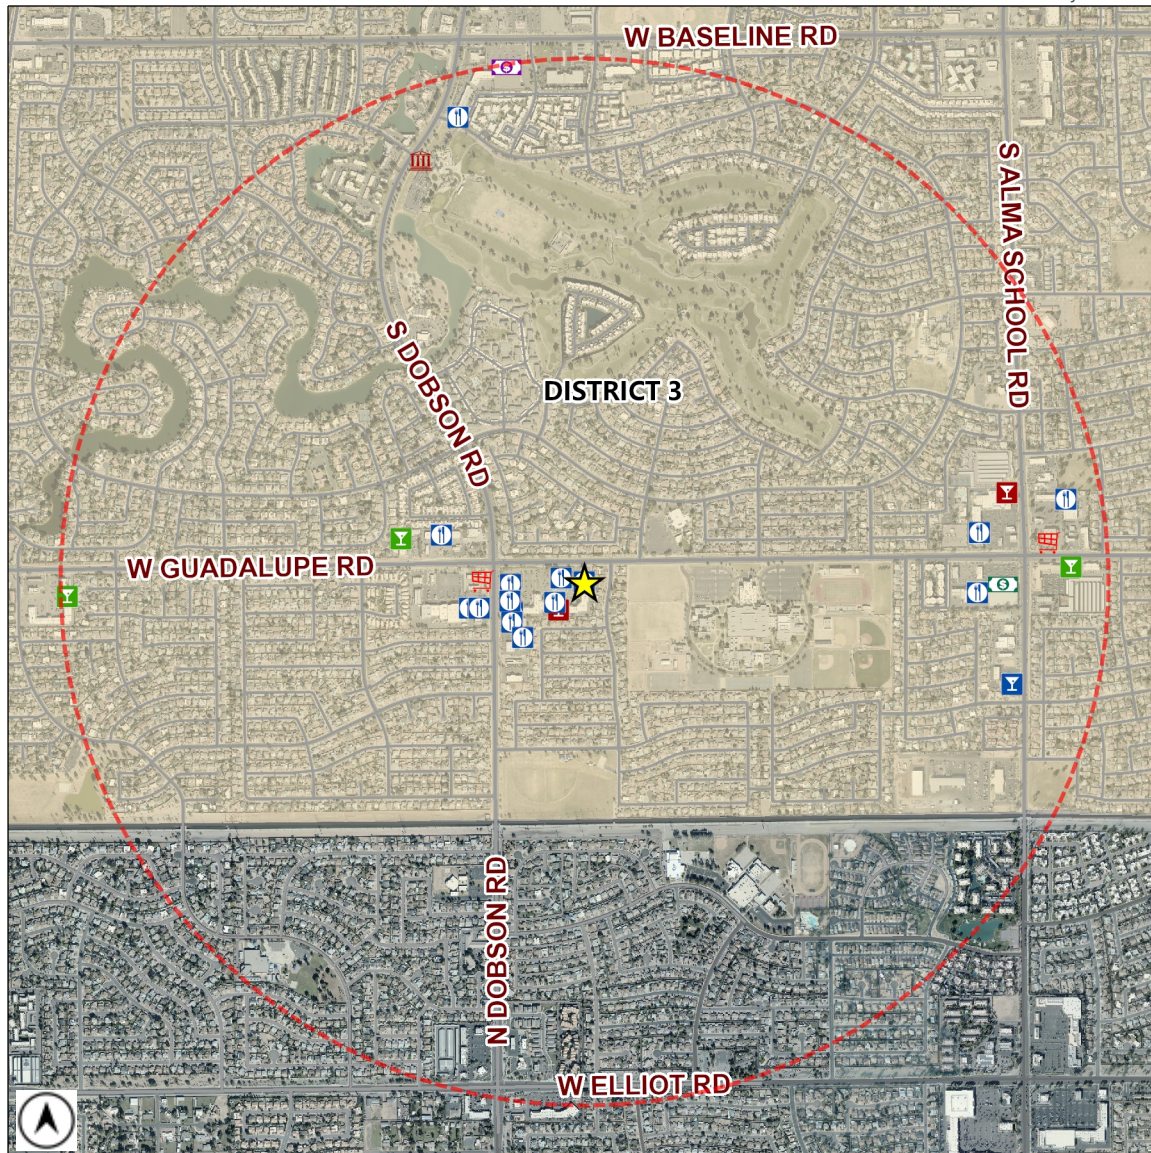 W BASELINE RD
S ALMA SCHOOL RD
S DOBSON RD
DISTRICT 3
W GUADALUPE RD
N DOBSON RD
W ELLIOT RD